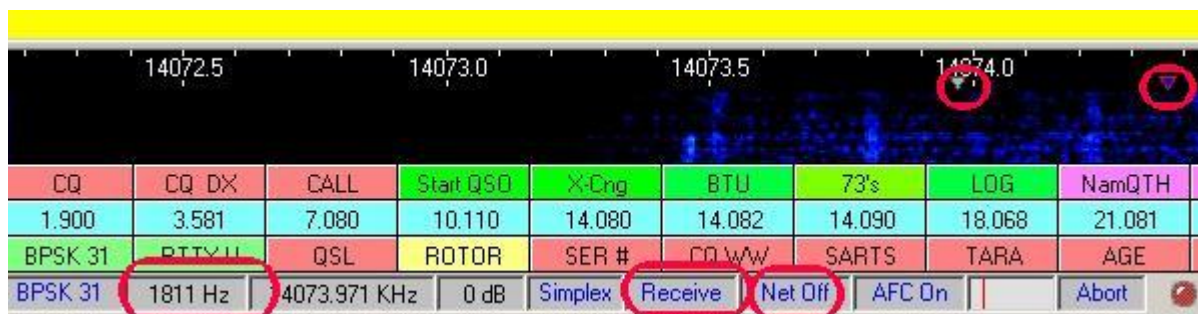 14072.5 14073.0 14073.5 14074.0
CQ CQ DX CALL Start QSO X-Cng BTU 73's LOG NamQTH
1.900 3.581 7.080 10.110 14.080 14.082 14.090 18.068 21.081
BPSK 31 RTTY U QSL ROTOR SER # CQ WW SARTS TARA AGE
BPSK 31 1811 Hz 4073.971 KHz 0 dB Simplex Receive Net Off AFC On Abort